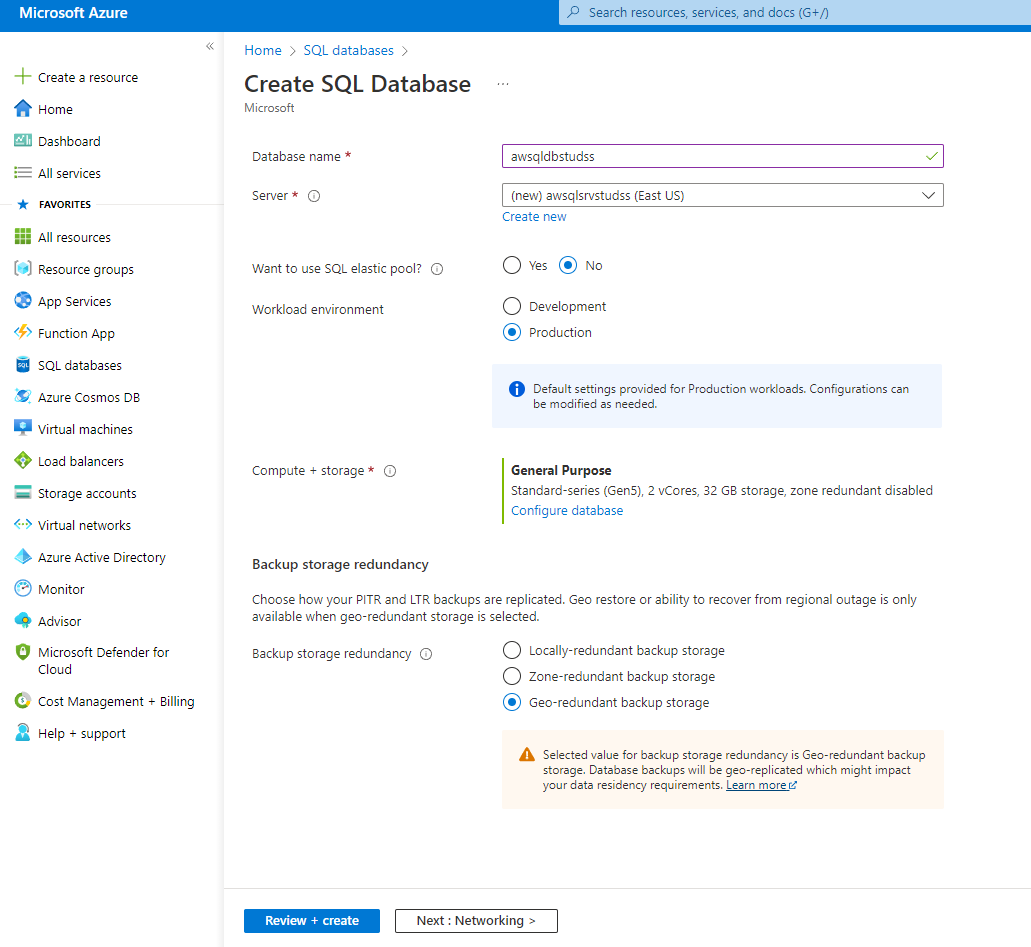 Microsoft Azure
Search resources, services, and docs (G+/)
«
Create a resource
Home
Dashboard
All services
FAVORITES
All resources
Resource groups
App Services
Function App
SQL databases
Azure Cosmos DB
Virtual machines
Load balancers
Storage accounts
Virtual networks
Azure Active Directory
Monitor
Advisor
Microsoft Defender for
Cloud
Cost Management + Billing
Help + support
Home > SQL databases >
Create SQL Database ...
Microsoft
Database name *
awsqldbstudss
Server *
(new) awsqlsrvstudss (East US)
Create new
Want to use SQL elastic pool?
Yes No
Workload environment
Development
Production
Default settings provided for Production workloads. Configurations can
be modified as needed.
Compute + storage *
General Purpose
Standard-series (Gen5), 2 vCores, 32 GB storage, zone redundant disabled
Configure database
Backup storage redundancy
Choose how your PITR and LTR backups are replicated. Geo restore or ability to recover from regional outage is only
available when geo-redundant storage is selected.
Backup storage redundancy
Locally-redundant backup storage
Zone-redundant backup storage
Geo-redundant backup storage
Selected value for backup storage redundancy is Geo-redundant backup
storage. Database backups will be geo-replicated which might impact
your data residency requirements. Learn more
Review + create
Next : Networking >